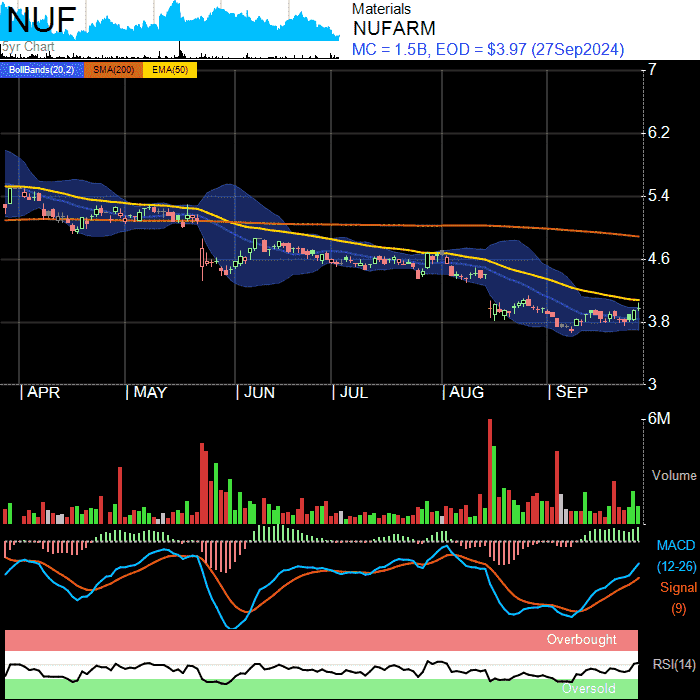 NUF
5yr Chart
Materials
NUFARM
MC = 1.5B, EOD = $3.97 (27Sep2024)
BollBands(20,2) SMA(200) EMA(50)
7
6.2
5.4
4.6
3.8
3
APR MAY JUN JUL AUG SEP
6M
Volume
MACD
(12-26)
Signal
(9)
Overbought
RSI(14)
Oversold